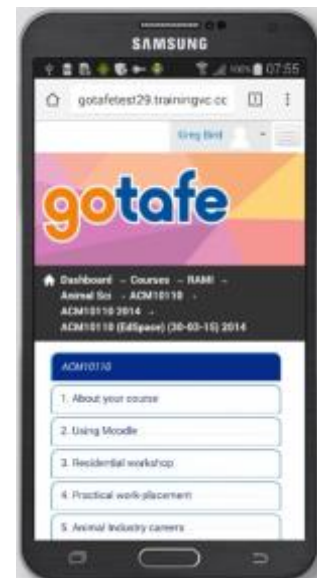 SAMSUNG
100% 07:55
gotafetest29.trainingvc.cc
Greg Bird
gotafe
Dashboard → Courses → RAMI →
Animal Sci → ACM10110 →
ACM10110 2014 →
ACM10110 (EdSpace) (30-03-15) 2014
ACM10110
1. About your course
2. Using Moodle
3. Residential workshop
4. Practical work-placement
5. Animal Industry careers